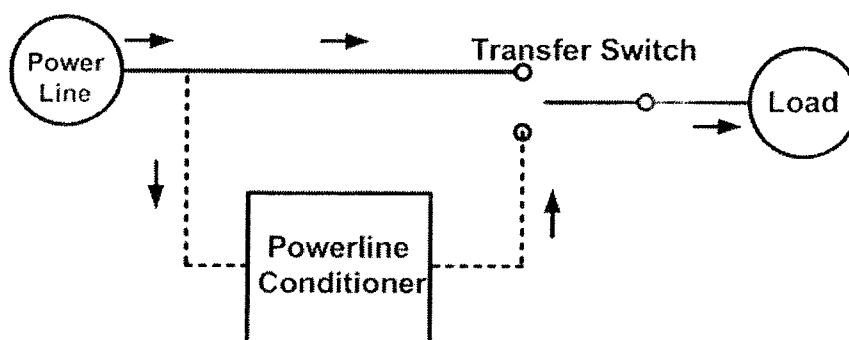 Power
Line
Transfer Switch
Load
Powerline
Conditioner